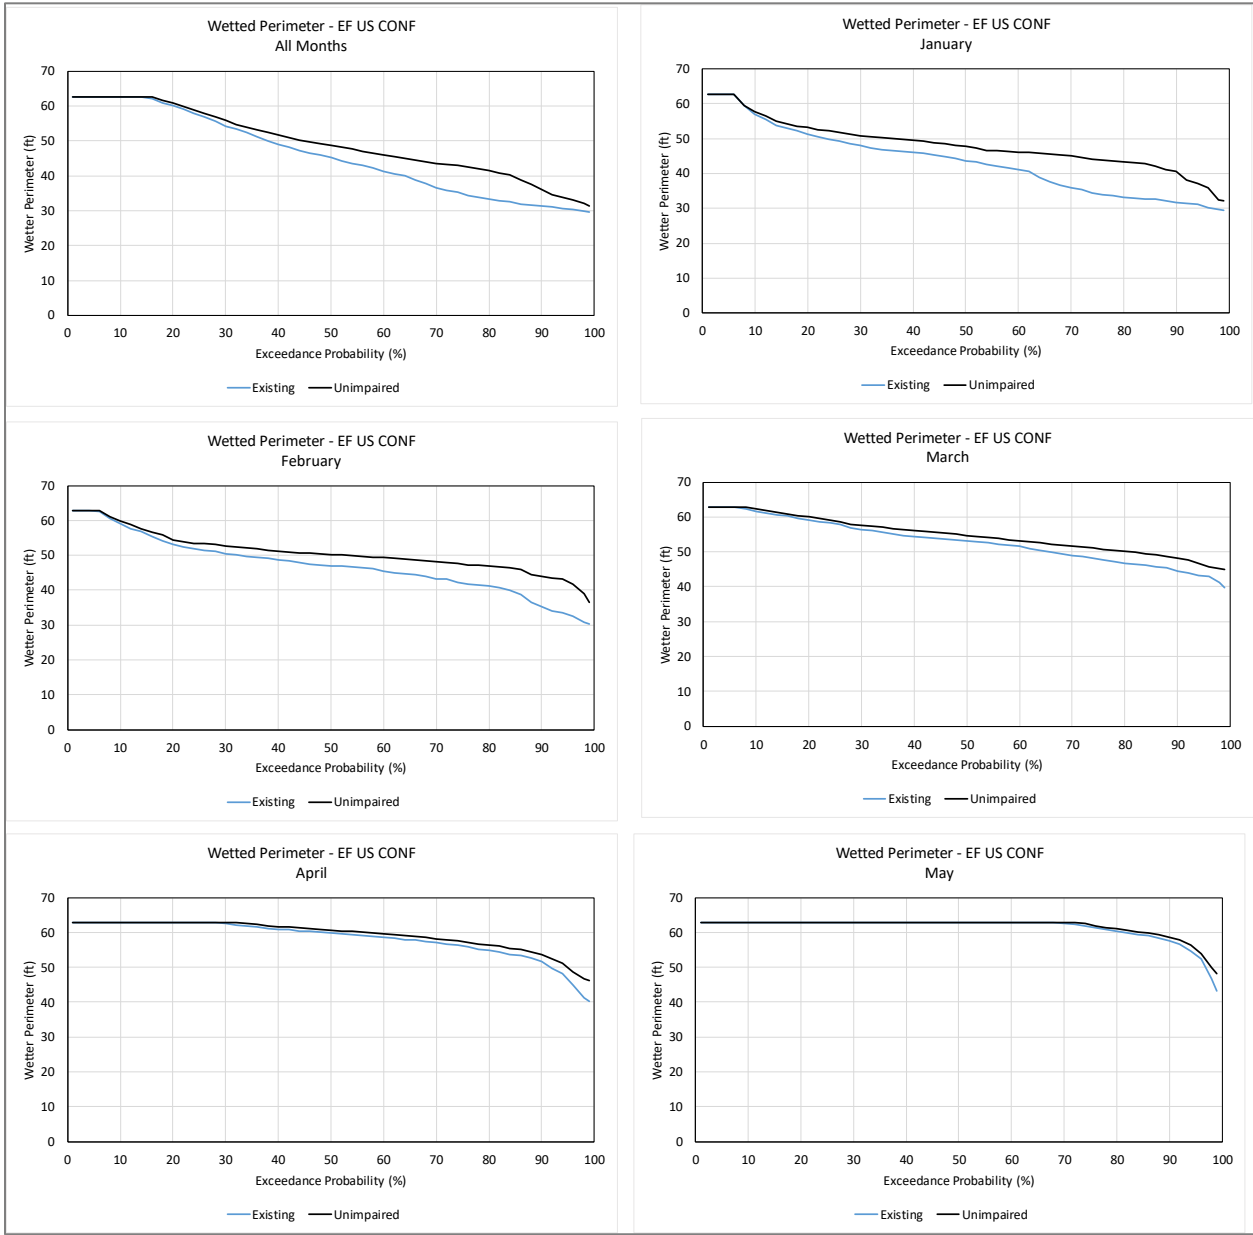 Wetted Perimeter - EF US CONF
All Months
70
60
50
40
30
20
10
0
Wetter Perimeter (ft)
0 10 20 30 40 50 60 70 80 90 100
Exceedance Probability (%)
Existing Unimpaired
Wetted Perimeter - EF US CONF
January
70
60
50
40
30
20
10
0
Wetter Perimeter (ft)
0 10 20 30 40 50 60 70 80 90 100
Exceedance Probability (%)
Existing Unimpaired
Wetted Perimeter - EF US CONF
February
70
60
50
40
30
20
10
0
Wetter Perimeter (ft)
0 10 20 30 40 50 60 70 80 90 100
Exceedance Probability (%)
Existing Unimpaired
Wetted Perimeter - EF US CONF
March
70
60
50
40
30
20
10
0
Wetter Perimeter (ft)
0 10 20 30 40 50 60 70 80 90 100
Exceedance Probability (%)
Existing Unimpaired
Wetted Perimeter - EF US CONF
April
70
60
50
40
30
20
10
0
Wetter Perimeter (ft)
0 10 20 30 40 50 60 70 80 90 100
Exceedance Probability (%)
Existing Unimpaired
Wetted Perimeter - EF US CONF
May
70
60
50
40
30
20
10
0
Wetter Perimeter (ft)
0 10 20 30 40 50 60 70 80 90 100
Exceedance Probability (%)
Existing Unimpaired